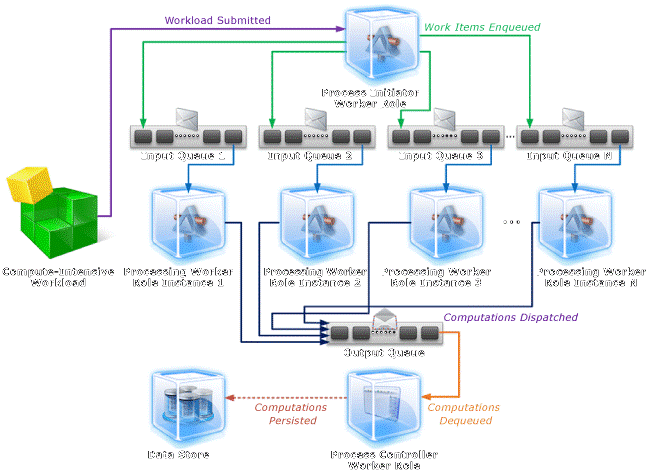 Workload Submitted
Work Items Enqueued
Process Initiator
Worker Role
Input Queue 1
Input Queue 2
Input Queue 3
Input Queue N
Compute-Intensive
Workload
Processing Worker
Role Instance 1
Processing Worker
Role Instance 2
Processing Worker
Role Instance 3
Processing Worker
Role Instance N
Computations Dispatched
Output Queue
Computations
Persisted
Computations
Dequeued
Data Store
Process Controller
Worker Role